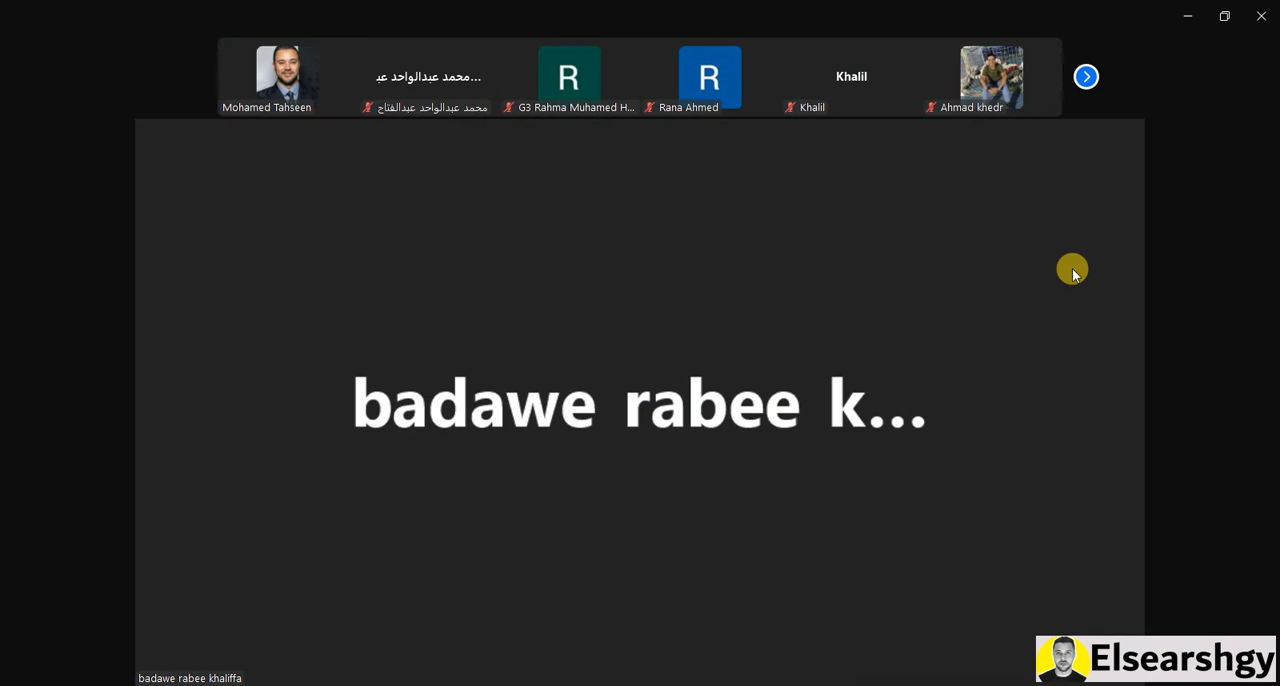 محمد عبدالواحد عبـ...
R
R
Khalil
Mohamed Tahseen
محمد عبدالواحد عبدالفتاح
G3 Rahma Muhamed H...
Rana Ahmed
Khalil
Ahmad khedr
badawe rabee k...
badawe rabee khaliffa
Elsearshgy